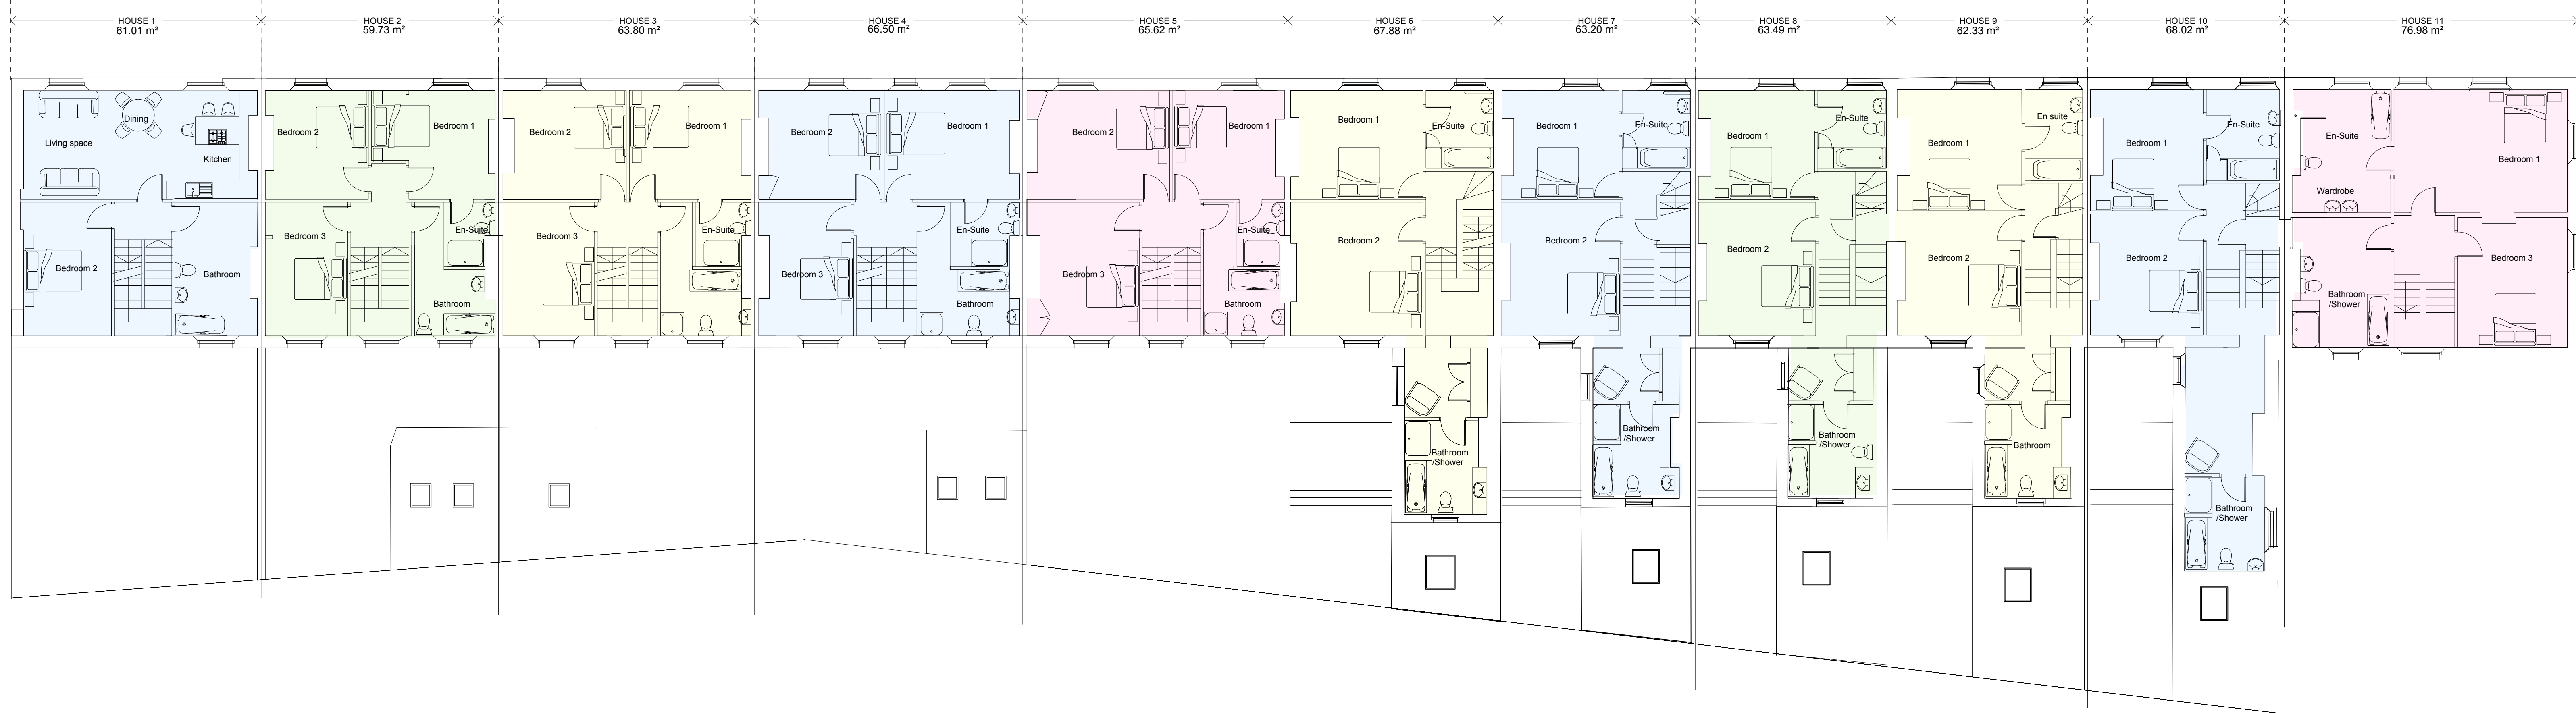 HOUSE 1
61.01 m²
HOUSE 2
59.73 m²
HOUSE 3
63.80 m²
HOUSE 4
66.50 m²
HOUSE 5
65.62 m²
HOUSE 6
67.88 m²
HOUSE 7
63.20 m²
HOUSE 8
63.49 m²
HOUSE 9
62.33 m²
HOUSE 10
68.02 m²
HOUSE 11
76.98 m²
Dining
Living space
Kitchen
Bedroom 2
Bathroom
Bedroom 2
Bedroom 1
Bedroom 3
En-Suite
Bathroom
Bedroom 2
Bedroom 1
Bedroom 3
En-Suite
Bedroom 2
Bedroom 1
Bedroom 3
En-Suite
Bathroom
Bedroom 2
Bedroom 1
Bedroom 3
En-Suite
Bathroom
Bedroom 1
En-Suite
Bedroom 2
Bathroom
/Shower
Bedroom 1
En-Suite
Bedroom 2
Bathroom
/Shower
Bedroom 1
En-Suite
Bedroom 2
Bathroom
/Shower
Bedroom 1
En suite
Bedroom 2
Bathroom
Bedroom 1
En-Suite
Bedroom 2
Bathroom
/Shower
En-Suite
Bedroom 1
Wardrobe
Bedroom 3
Bathroom
/Shower